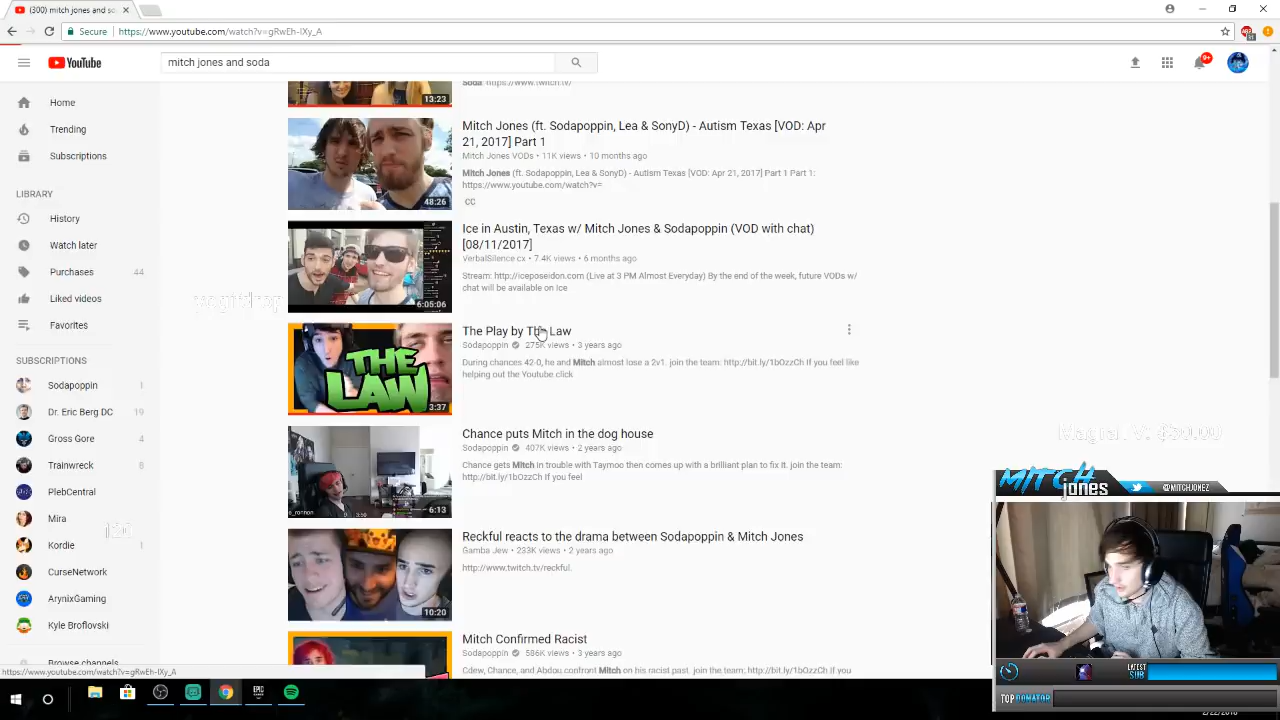 (300) mitch jones and so
Secure https://www.youtube.com/watch?v=gRwEh-IXy_A
YouTube
mitch jones and soda
9+
Home
Trending
Subscriptions
LIBRARY
History
Watch later
Purchases 44
Liked videos
Favorites
SUBSCRIPTIONS
Sodapoppin 1
Dr. Eric Berg DC 19
Gross Gore 4
Trainwreck 8
PlebCentral
Mira
Kordie 1
CurseNetwork
ArynixGaming
Kyle Broflovski
Browse channels
https://www.youtube.com/watch?v=gRwEh-IXy_A
Soda: https://www.twitch.tv/
13:23
Mitch Jones (ft. Sodapoppin, Lea & SonyD) - Autism Texas [VOD: Apr
21, 2017] Part 1
Mitch Jones VODs • 11K views • 10 months ago
Mitch Jones (ft. Sodapoppin, Lea & SonyD) - Autism Texas [VOD: Apr 21, 2017] Part 1 Part 1:
https://www.youtube.com/watch?v=
CC
48:26
Ice in Austin, Texas w/ Mitch Jones & Sodapoppin (VOD with chat)
[08/11/2017]
VerbalSilence cx • 7.4K views • 6 months ago
Stream: http://iceposeidon.com (Live at 3 PM Almost Everyday) By the end of the week, future VODs w/
chat will be available on Ice
6:05:06
The Play by The Law
Sodapoppin 275K views • 3 years ago
During chances 42-0, he and Mitch almost lose a 2v1. join the team: http://bit.ly/1bOzzCh If you feel like
helping out the Youtube click
THE
LAW
3:37
Chance puts Mitch in the dog house
Sodapoppin 407K views • 2 years ago
Chance gets Mitch in trouble with Taymoo then comes up with a brilliant plan to fix it. join the team:
http://bit.ly/1bOzzCh If you feel
6:13
Reckful reacts to the drama between Sodapoppin & Mitch Jones
Gamba Jew • 233K views • 2 years ago
http://www.twitch.tv/reckful.
10:20
Mitch Confirmed Racist
Sodapoppin 586K views • 3 years ago
Cdew, Chance, and Abdou confront Mitch on his racist past. join the team: http://bit.ly/1bOzzCh If you
MITCH
jones
@MITCHJONEZ
LATEST
SUB
TOP DONATOR
EPIC
GAMES
2/22/2018